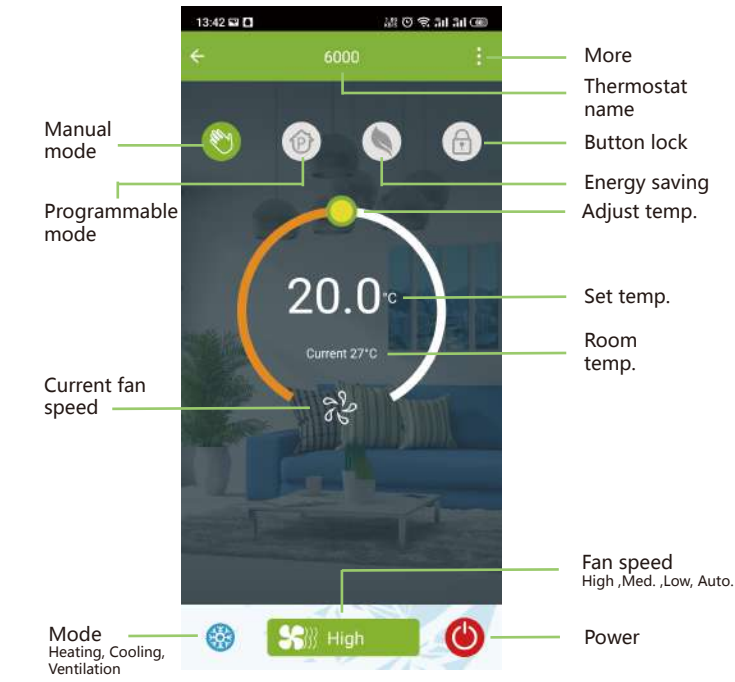 13:42
6000
More
Thermostat
name
Manual
mode
P
Button lock
Energy saving
Programmable
mode
Adjust temp.
20.0°C
Set temp.
Current 27°C
Room
temp.
Current fan
speed
Fan speed
High ,Med. ,Low, Auto.
Mode
Heating, Cooling,
Ventilation
High
Power